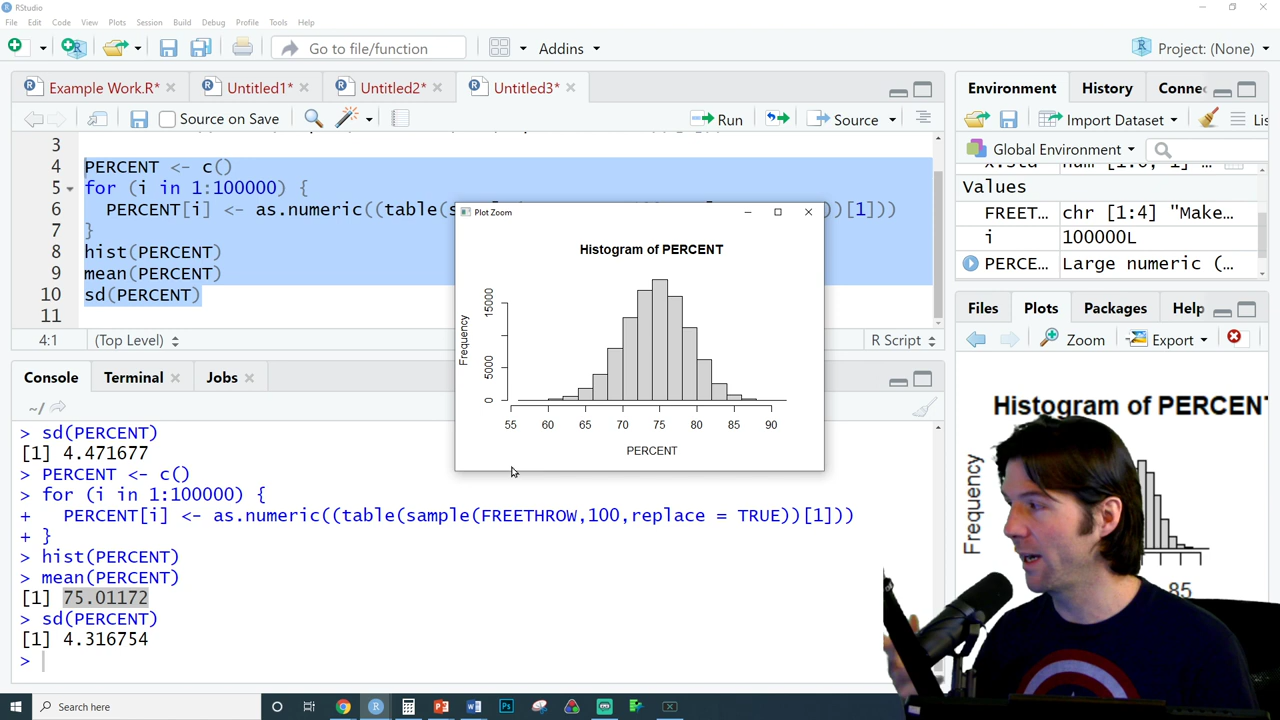 RStudio
File Edit Code View Plots Session Build Debug Profile Tools Help
Go to file/function Addins Project: (None)
Example Work.R* Untitled1* Untitled2* Untitled3*
Source on Save Run Source
3
4 PERCENT <- c()
5 for (i in 1:100000) {
6 PERCENT[i] <- as.numeric((table(s ))[1]))
7 }
8 hist(PERCENT)
9 mean(PERCENT)
10 sd(PERCENT)
11
4:1 (Top Level) R Script
Console Terminal Jobs
~/
> sd(PERCENT)
[1] 4.471677
> PERCENT <- c()
> for (i in 1:100000) {
+ PERCENT[i] <- as.numeric((table(sample(FREETHROW,100,replace = TRUE))[1]))
+ }
> hist(PERCENT)
> mean(PERCENT)
[1] 75.01172
> sd(PERCENT)
[1] 4.316754
>
Plot Zoom
Histogram of PERCENT
Frequency
0 5000 15000
55 60 65 70 75 80 85 90
PERCENT
Environment History Connec
Import Dataset Lis
Global Environment
Values
FREET... chr [1:4] "Make...
i 100000L
PERCE... Large numeric (...
Files Plots Packages Help
Zoom Export
Histogram of PERCENT
Frequency
85
Search here